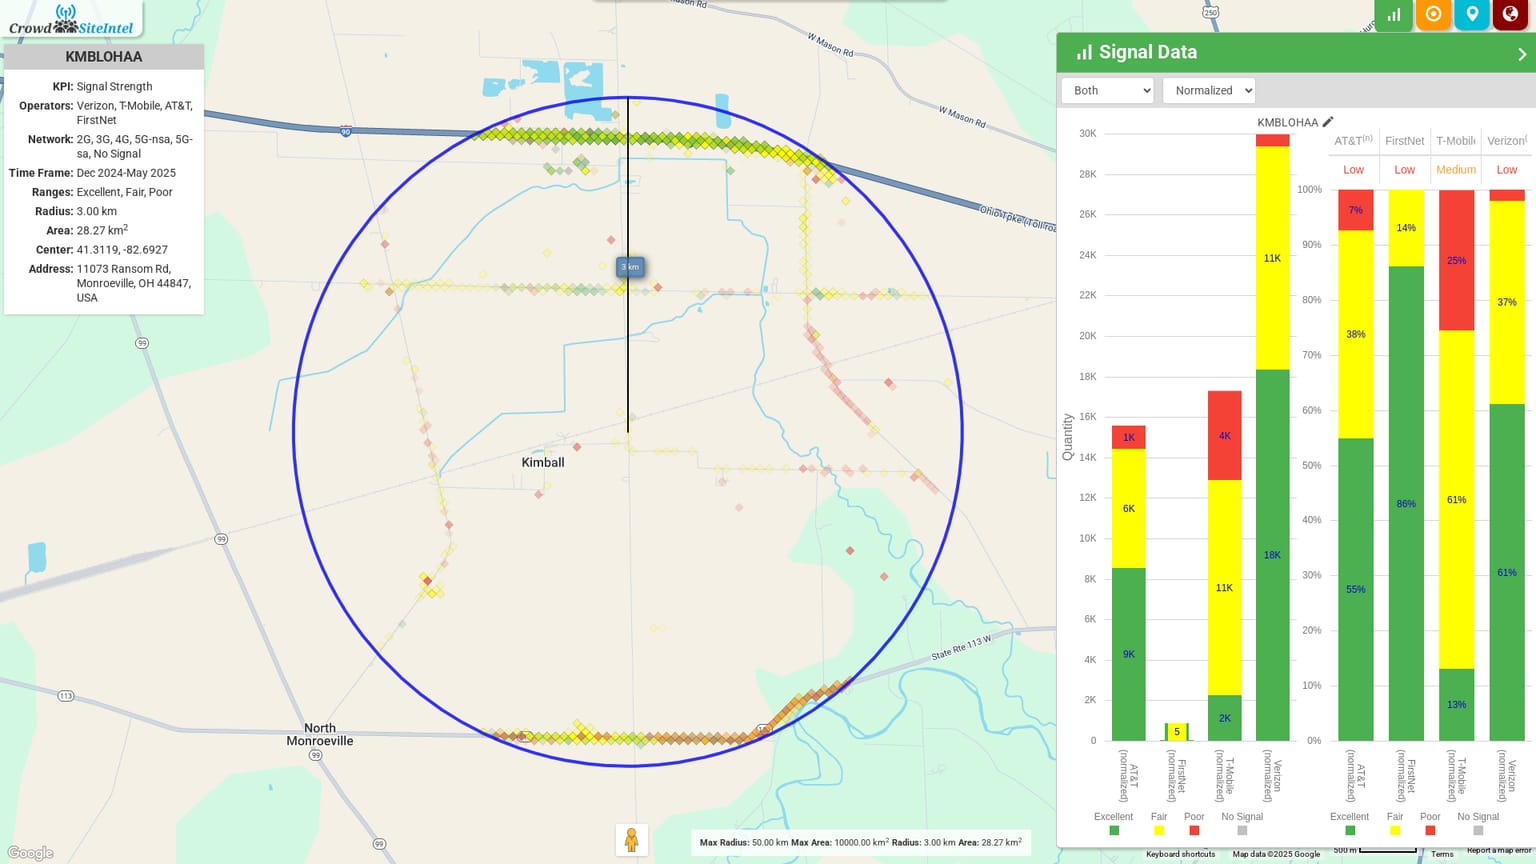 Crowd SiteIntel
KMBLOHAA
KPI: Signal Strength
Operators: Verizon, T-Mobile, AT&T,
FirstNet
Network: 2G, 3G, 4G, 5G-nsa, 5G-
sa, No Signal
Time Frame: Dec 2024-May 2025
Ranges: Excellent, Fair, Poor
Radius: 3.00 km
Area: 28.27 km²
Center: 41.3119, -82.6927
Address: 11073 Ransom Rd,
Monroeville, OH 44847,
USA
W Mason Rd
W Mason Rd
250
90
Ohio Tpke (Toll road)
3 km
99
Kimball
99
State Rte 113 W
113
North
Monroeville
99
99
Google
Max Radius: 50.00 km Max Area: 10000.00 km² Radius: 3.00 km Area: 28.27 km²
Signal Data
Both
Normalized
KMBLOHAA
Quantity
30K
28K
26K
24K
22K
20K
18K
16K
14K
12K
10K
8K
6K
4K
2K
0
1K
6K
9K
5
4K
11K
2K
11K
18K
AT&T
(normalized)
FirstNet
(normalized)
T-Mobile
(normalized)
Verizon
(normalized)
Excellent
Fair
Poor
No Signal
AT&T(n)
FirstNet
T-Mobile
Verizon(
Low
Low
Medium
Low
100%
90%
80%
70%
60%
50%
40%
30%
20%
10%
0%
7%
38%
55%
14%
86%
25%
61%
13%
37%
61%
AT&T
(normalized)
FirstNet
(normalized)
T-Mobile
(normalized)
Verizon
(normalized)
Excellent
Fair
Poor
No Signal
Keyboard shortcuts
Map data ©2025 Google
500 m
Terms
Report a map error